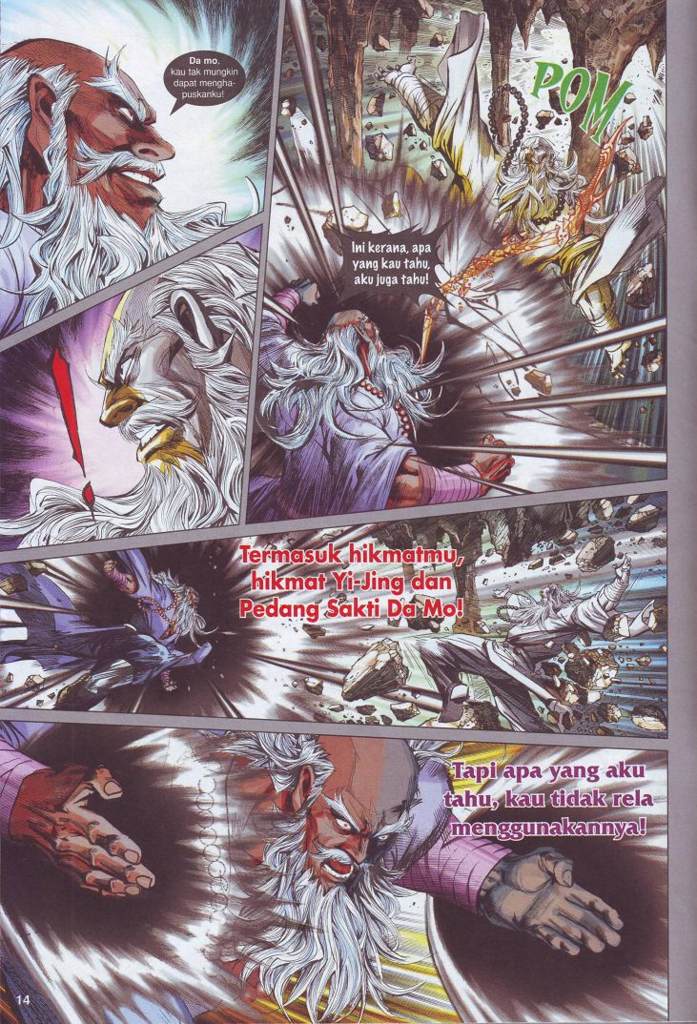 Da mo,
kau tak mungkin
dapat mengha-
puskanku!
POM
Ini kerana, apa
yang kau tahu,
aku juga tahu!
Termasuk hikmatmu,
hikmat Yi-Jing dan
Pedang Sakti Da Mo!
Tapi apa yang aku
tahu, kau tidak rela
menggunakannya!
14